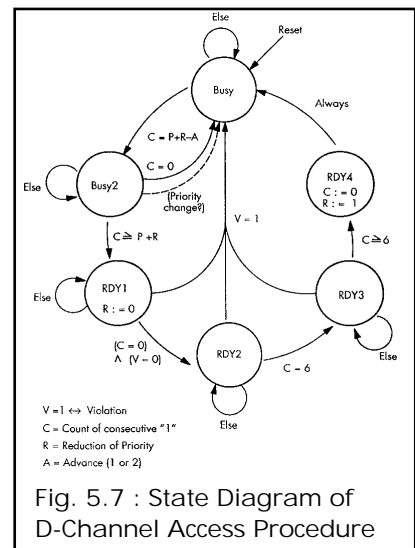 Else
Reset
Busy
Always
C = P+R–A
C = 0
(Priority
change?)
Else
Busy2
V = 1
RDY4
C : = 0
R : = 1
C ≧ P +R
C ≧ 6
RDY1
R : = 0
Else
RDY3
(C = 0)
∧ (V = 0)
RDY2
C = 6
Else
Else
V =1 ↔ Violation
C = Count of consecutive "1"
R = Reduction of Priority
A = Advance (1 or 2)
Fig. 5.7 : State Diagram of
D-Channel Access Procedure